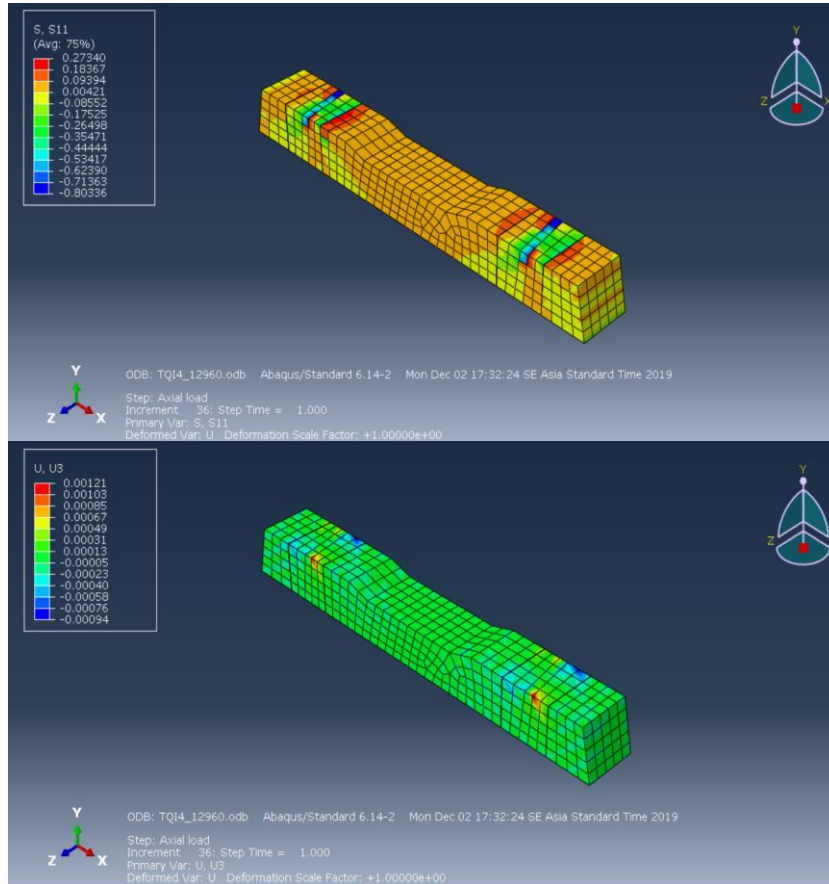 S, S11
(Avg: 75%)
0.27340
0.18367
0.09394
0.00421
-0.08552
-0.17525
-0.26498
-0.35471
-0.44444
-0.53417
-0.62390
-0.71363
-0.80336
Y
Z
X
Y
Z
X
ODB: TQI4_12960.odb Abaqus/Standard 6.14-2 Mon Dec 02 17:32:24 SE Asia Standard Time 2019
Step: Axial load
Increment 36: Step Time = 1.000
Primary Var: S, S11
Deformed Var: U Deformation Scale Factor: +1.00000e+00
U, U3
0.00121
0.00103
0.00085
0.00067
0.00049
0.00031
0.00013
-0.00005
-0.00023
-0.00040
-0.00058
-0.00076
-0.00094
Y
Z
Y
Z
X
ODB: TQI4_12960.odb Abaqus/Standard 6.14-2 Mon Dec 02 17:32:24 SE Asia Standard Time 2019
Step: Axial load
Increment 36: Step Time = 1.000
Primary Var: U, U3
Deformed Var: U Deformation Scale Factor: +1.00000e+00